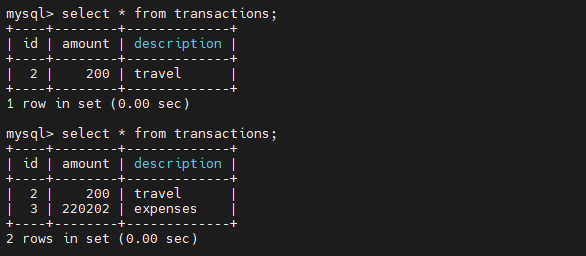 mysql> select * from transactions;
+----+--------+-------------+
| id | amount | description |
+----+--------+-------------+
|  2 |    200 | travel      |
+----+--------+-------------+
1 row in set (0.00 sec)

mysql> select * from transactions;
+----+--------+-------------+
| id | amount | description |
+----+--------+-------------+
|  2 |    200 | travel      |
|  3 | 220202 | expenses    |
+----+--------+-------------+
2 rows in set (0.00 sec)